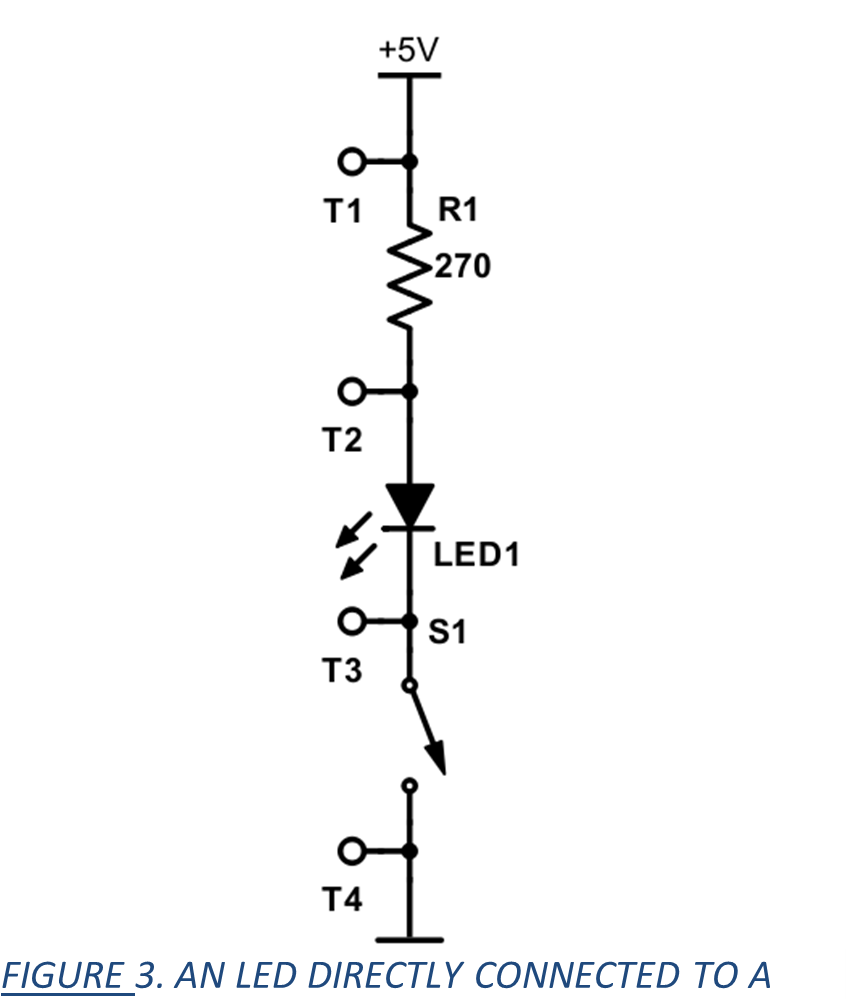 +5V
T1
R1
270
T2
LED1
S1
T3
T4
FIGURE 3. AN LED DIRECTLY CONNECTED TO A